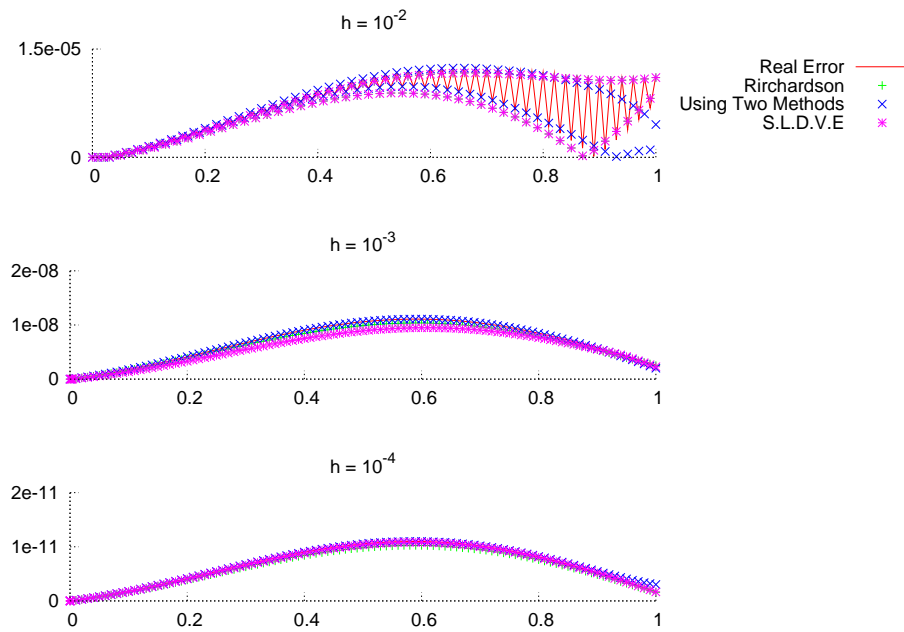 h = 10^-2
1.5e-05
0
0 0.2 0.4 0.6 0.8 1
Real Error
Rirchardson
Using Two Methods
S.L.D.V.E
h = 10^-3
2e-08
1e-08
0
0 0.2 0.4 0.6 0.8 1
h = 10^-4
2e-11
1e-11
0
0 0.2 0.4 0.6 0.8 1